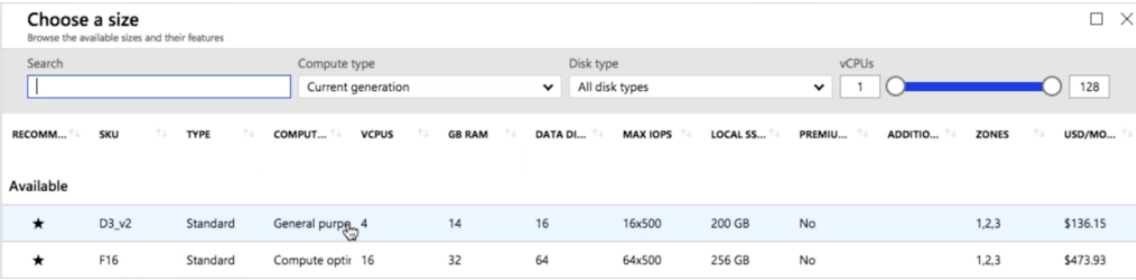 Choose a size
Browse the available sizes and their features
Search Compute type Disk type vCPUs
Current generation All disk types 1 128
RECOMM... SKU TYPE COMPUT... VCPUS GB RAM DATA DI... MAX IOPS LOCAL SS... PREMIU... ADDITIO... ZONES USD/MO...
Available
★ D3_v2 Standard General purpo 4 14 16 16x500 200 GB No 1,2,3 $136.15
★ F16 Standard Compute optir 16 32 64 64x500 256 GB No 1,2,3 $473.93